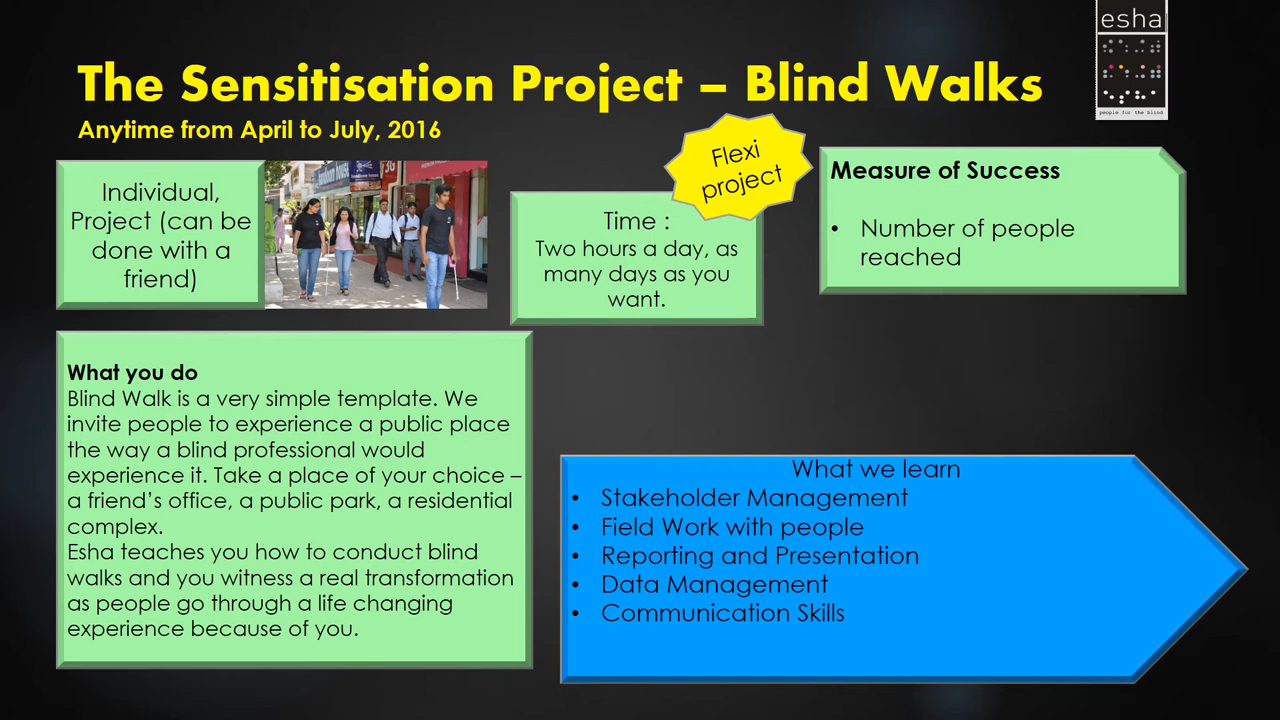 esha
people for the blind
The Sensitisation Project – Blind Walks
Anytime from April to July, 2016
Individual,
Project (can be
done with a
friend)
Flexi
project
Time :
Two hours a day, as
many days as you
want.
Measure of Success
• Number of people
reached
What you do
Blind Walk is a very simple template. We
invite people to experience a public place
the way a blind professional would
experience it. Take a place of your choice –
a friend’s office, a public park, a residential
complex.
Esha teaches you how to conduct blind
walks and you witness a real transformation
as people go through a life changing
experience because of you.
What we learn
• Stakeholder Management
• Field Work with people
• Reporting and Presentation
• Data Management
• Communication Skills